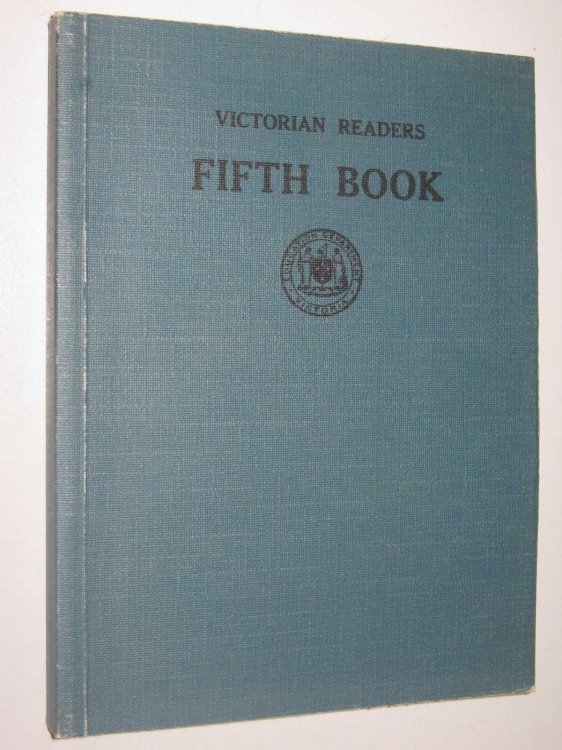 VICTORIAN READERS
FIFTH BOOK
EDUCATION DEPARTMENT
VICTORIA